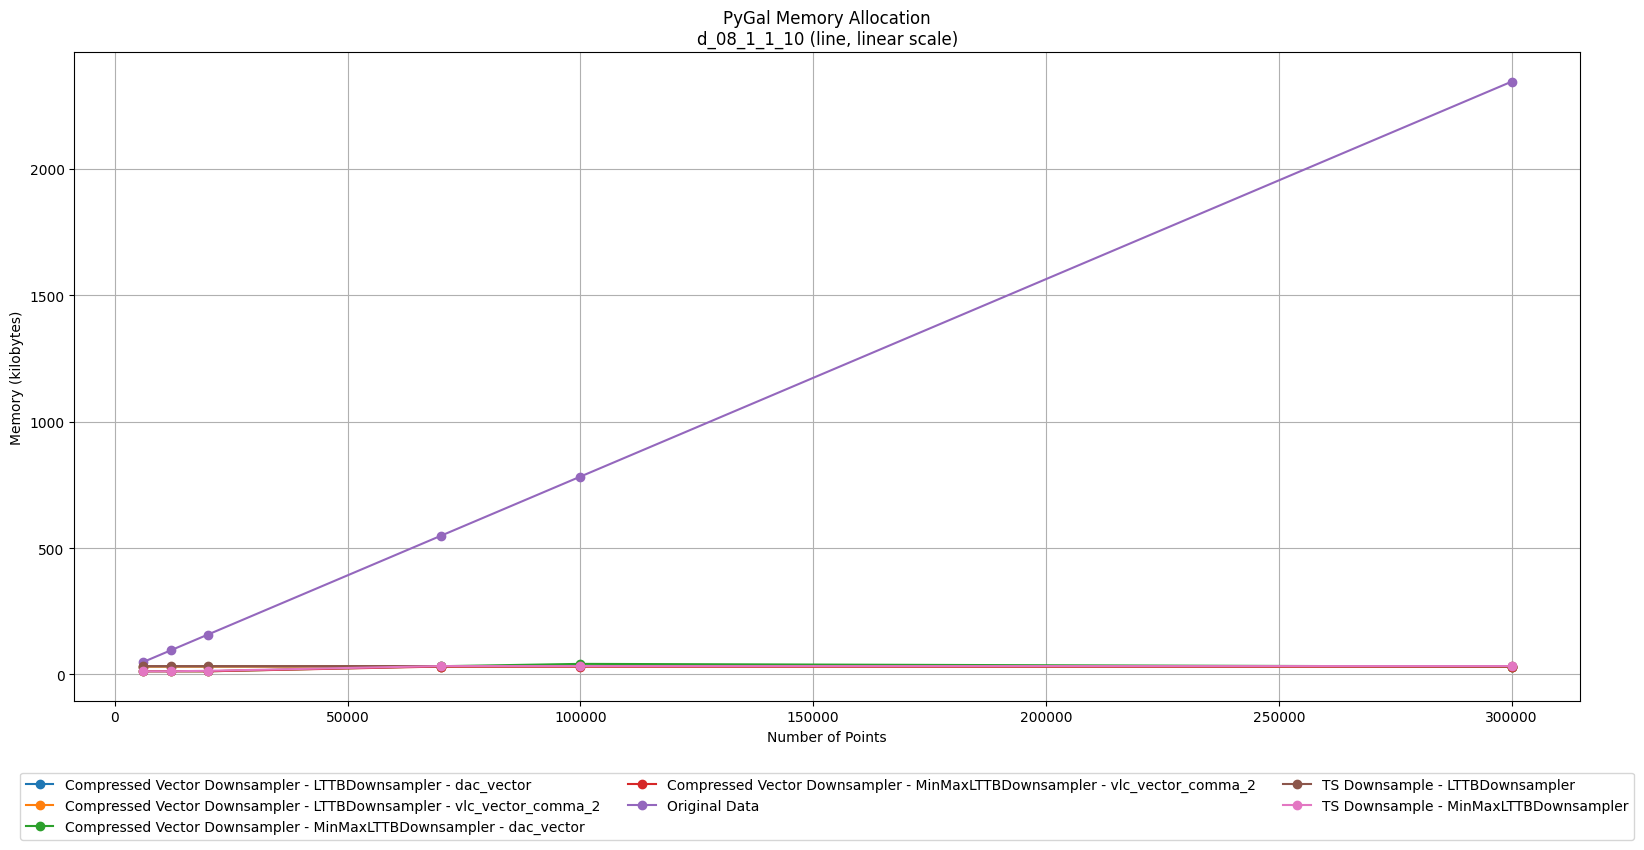 PyGal Memory Allocation
d_08_1_1_10 (line, linear scale)
Memory (kilobytes)
2000
1500
1000
500
0
0 50000 100000 150000 200000 250000 300000
Number of Points
Compressed Vector Downsampler - LTTBDownsampler - dac_vector
Compressed Vector Downsampler - LTTBDownsampler - vlc_vector_comma_2
Compressed Vector Downsampler - MinMaxLTTBDownsampler - dac_vector
Compressed Vector Downsampler - MinMaxLTTBDownsampler - vlc_vector_comma_2
Original Data
TS Downsample - LTTBDownsampler
TS Downsample - MinMaxLTTBDownsampler